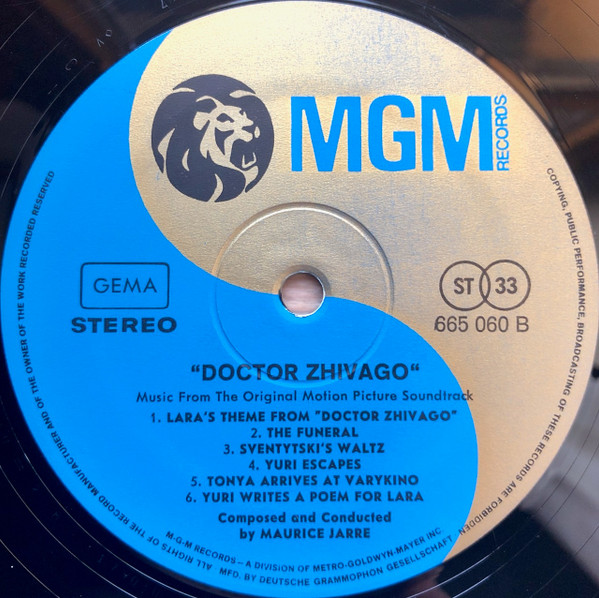 MGM
RECORDS
GEMA
STEREO
ST 33
665 060 B
"DOCTOR ZHIVAGO"
Music From The Original Motion Picture Soundtrack
1. LARA'S THEME FROM "DOCTOR ZHIVAGO"
2. THE FUNERAL
3. SVENTYTSKI'S WALTZ
4. YURI ESCAPES
5. TONYA ARRIVES AT VARYKINO
6. YURI WRITES A POEM FOR LARA
Composed and Conducted
by MAURICE JARRE
M-G-M RECORDS – A DIVISION OF METRO-GOLDWYN-MAYER INC
MFD. BY DEUTSCHE GRAMMOPHON GESELLSCHAFT
ALL RIGHTS OF THE RECORD MANUFACTURER AND OF THE OWNER OF THE WORK RECORDED RESERVED
COPYING, PUBLIC PERFORMANCE, BROADCASTING OF THESE RECORDS ARE FORBIDDEN